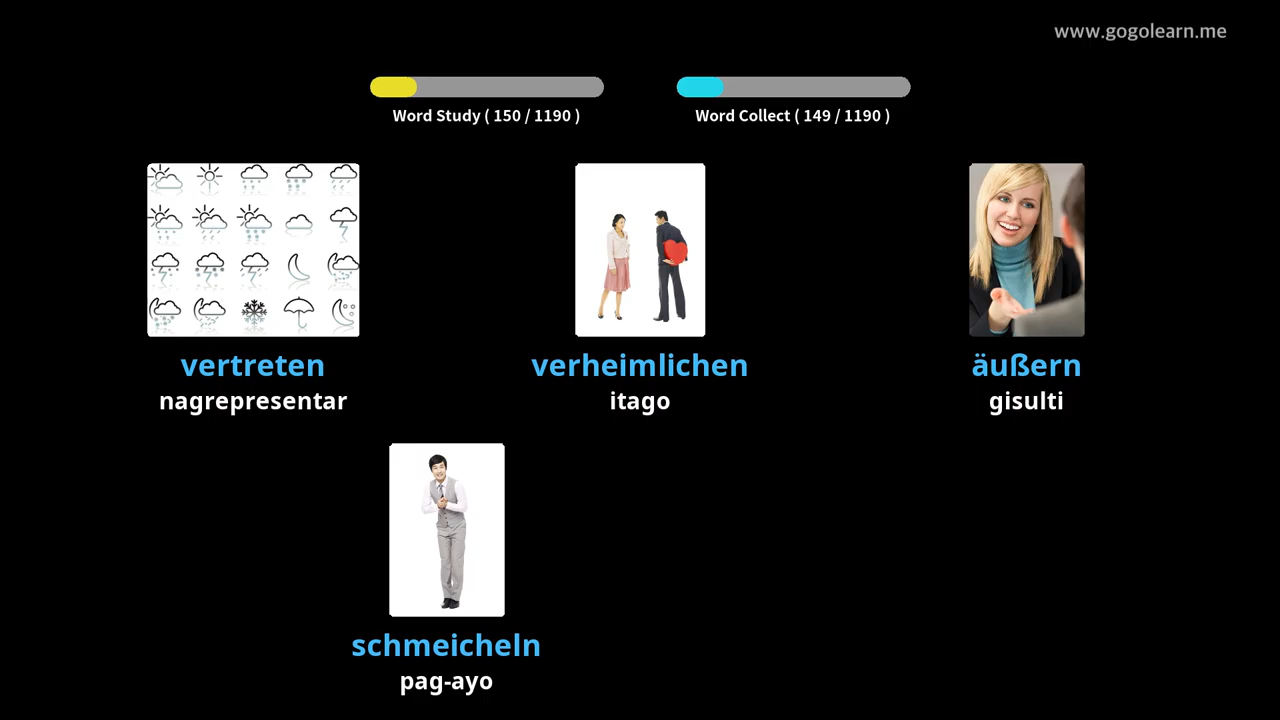 www.gogolearn.me
Word Study ( 150 / 1190 )
Word Collect ( 149 / 1190 )
vertreten
nagrepresentar
verheimlichen
itago
äußern
gisulti
schmeicheln
pag-ayo